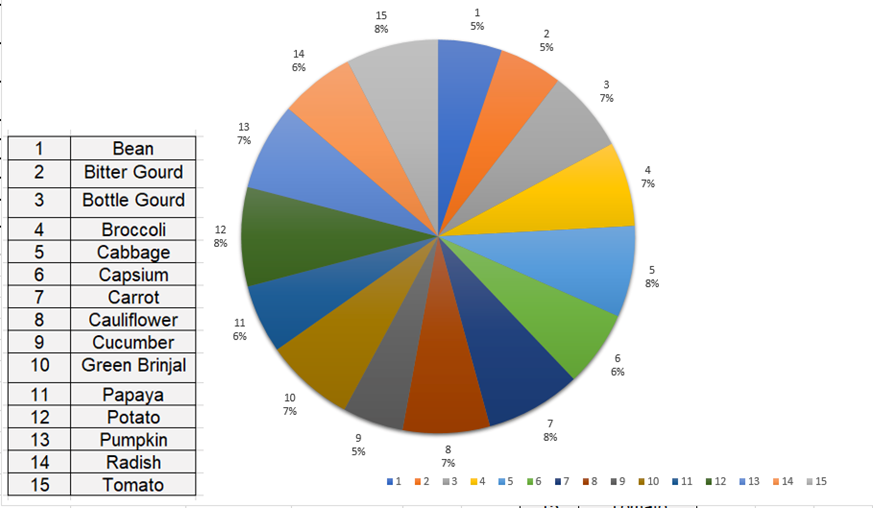 1 Bean
2 Bitter Gourd
3 Bottle Gourd
4 Broccoli
5 Cabbage
6 Capsium
7 Carrot
8 Cauliflower
9 Cucumber
10 Green Brinjal
11 Papaya
12 Potato
13 Pumpkin
14 Radish
15 Tomato
1
5%
2
5%
3
7%
4
7%
5
8%
6
6%
7
8%
8
7%
9
5%
10
7%
11
6%
12
8%
13
7%
14
6%
15
8%
1 2 3 4 5 6 7 8 9 10 11 12 13 14 15